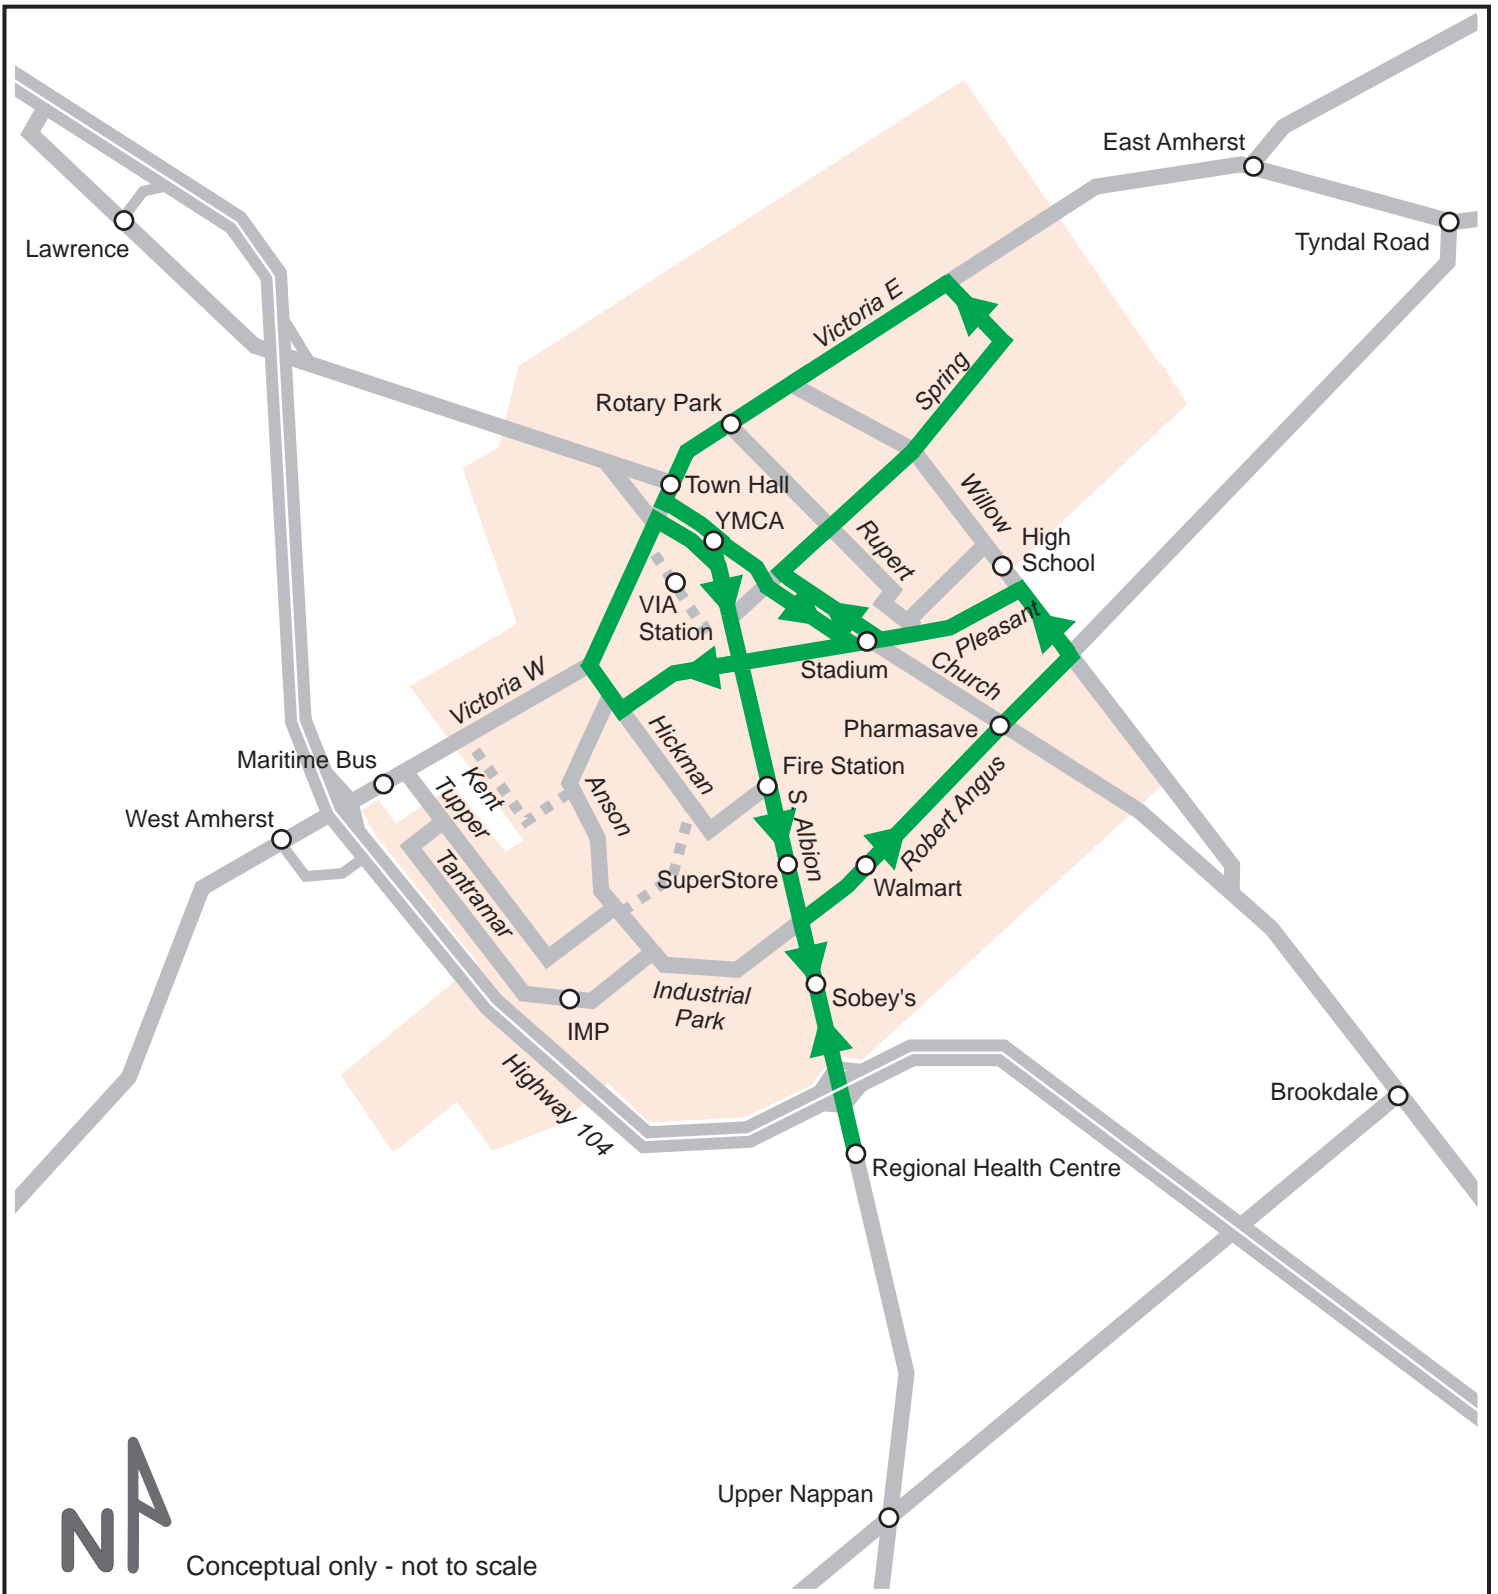 East Amherst
Lawrence
Tyndal Road
Victoria E
Spring
Rotary Park
Town Hall
YMCA
Willow
Rupert
High
School
VIA
Station
Pleasant
Church
Stadium
Victoria W
Hickman
Pharmasave
Maritime Bus
Fire Station
Kent
Tupper
Anson
S. Albion
Robert Angus
West Amherst
Tantramar
SuperStore
Walmart
Industrial
Park
Sobey's
IMP
Highway 104
Brookdale
Regional Health Centre
Upper Nappan
N
Conceptual only - not to scale